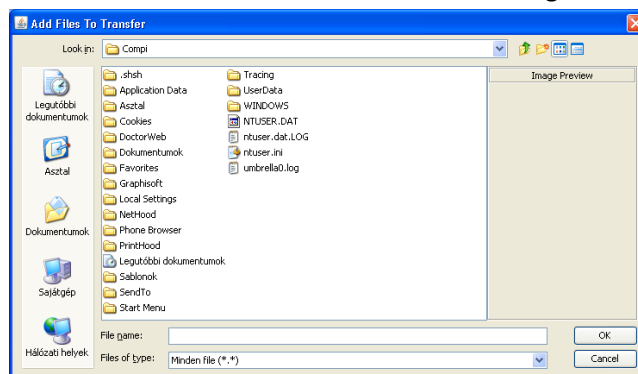 Add Files To Transfer
Look in:
Compi
Legutóbbi
dokumentumok
Asztal
Dokumentumok
Sajátgép
Hálózati helyek
.shsh
Application Data
Asztal
Cookies
DoctorWeb
Dokumentumok
Favorites
Graphisoft
Local Settings
NetHood
Phone Browser
PrintHood
Legutóbbi dokumentumok
Sablonok
SendTo
Start Menu
Tracing
UserData
WINDOWS
NTUSER.DAT
ntuser.dat.LOG
ntuser.ini
umbrella0.log
Image Preview
File name:
OK
Files of type:
Minden file (*.*)
Cancel